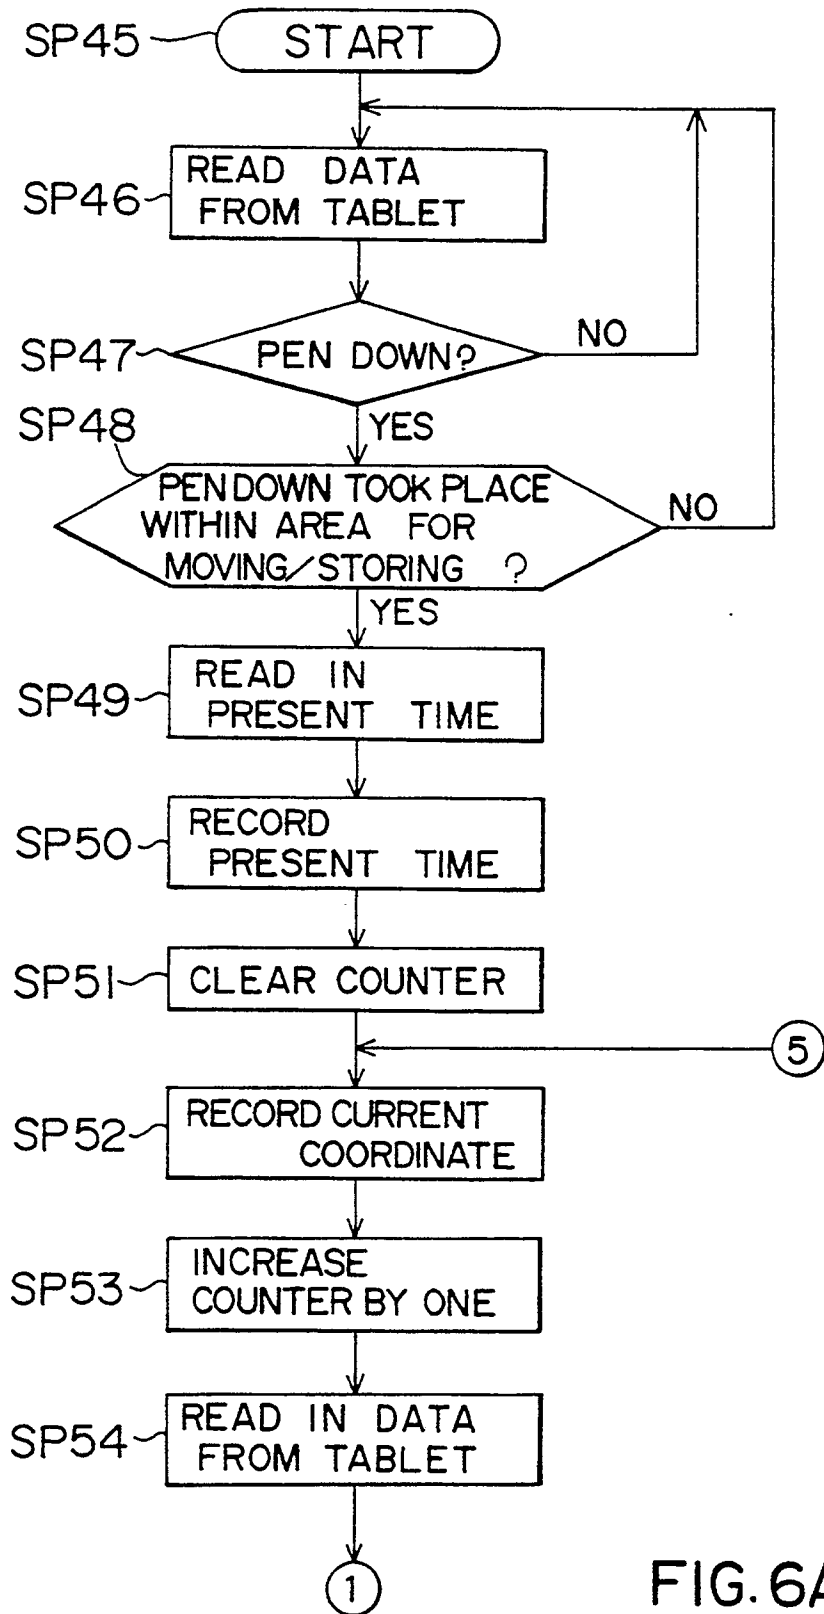 SP45
START
SP46
READ DATA
FROM TABLET
SP47
PEN DOWN?
NO
YES
SP48
PEN DOWN TOOK PLACE
WITHIN AREA FOR
MOVING/STORING ?
NO
YES
SP49
READ IN
PRESENT TIME
SP50
RECORD
PRESENT TIME
SP51
CLEAR COUNTER
5
SP52
RECORD CURRENT
COORDINATE
SP53
INCREASE
COUNTER BY ONE
SP54
READ IN DATA
FROM TABLET
1
FIG. 6A